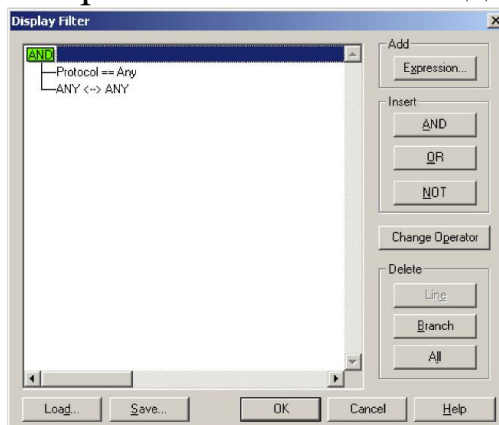 Display Filter
AND
Protocol == Any
ANY <--> ANY
Add
Expression...
Insert
AND
OR
NOT
Change Operator
Delete
Line
Branch
All
Load...
Save...
OK
Cancel
Help